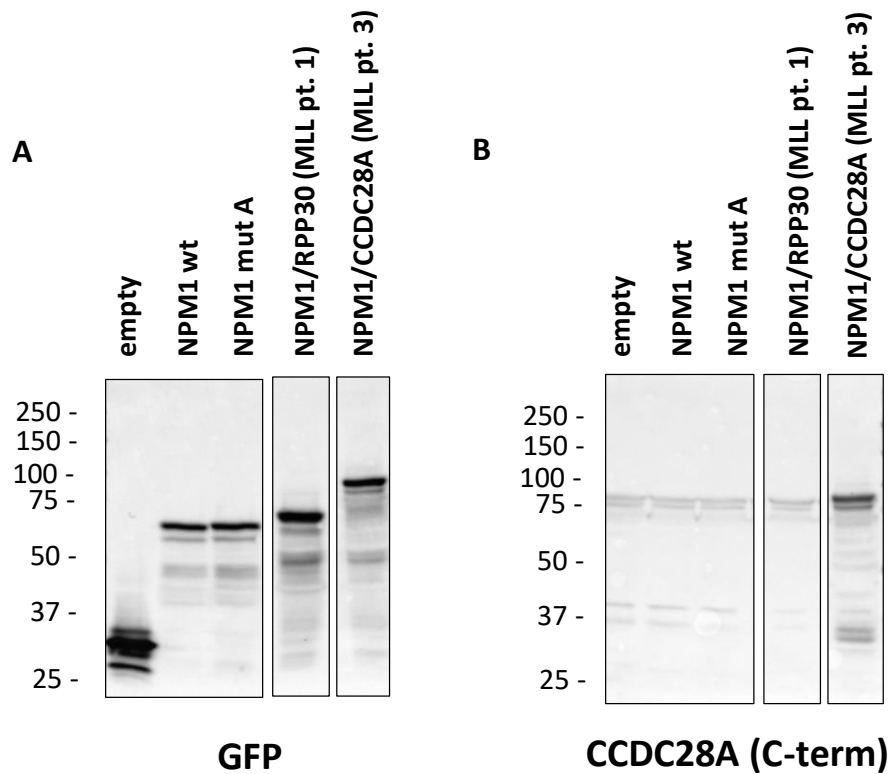 A
empty
NPM1 wt
NPM1 mut A
NPM1/RPP30 (MLL pt. 1)
NPM1/CCDC28A (MLL pt. 3)
250 -
150 -
100 -
75 -
50 -
37 -
25 -
GFP
B
empty
NPM1 wt
NPM1 mut A
NPM1/RPP30 (MLL pt. 1)
NPM1/CCDC28A (MLL pt. 3)
250 -
150 -
100 -
75 -
50 -
37 -
25 -
CCDC28A (C-term)